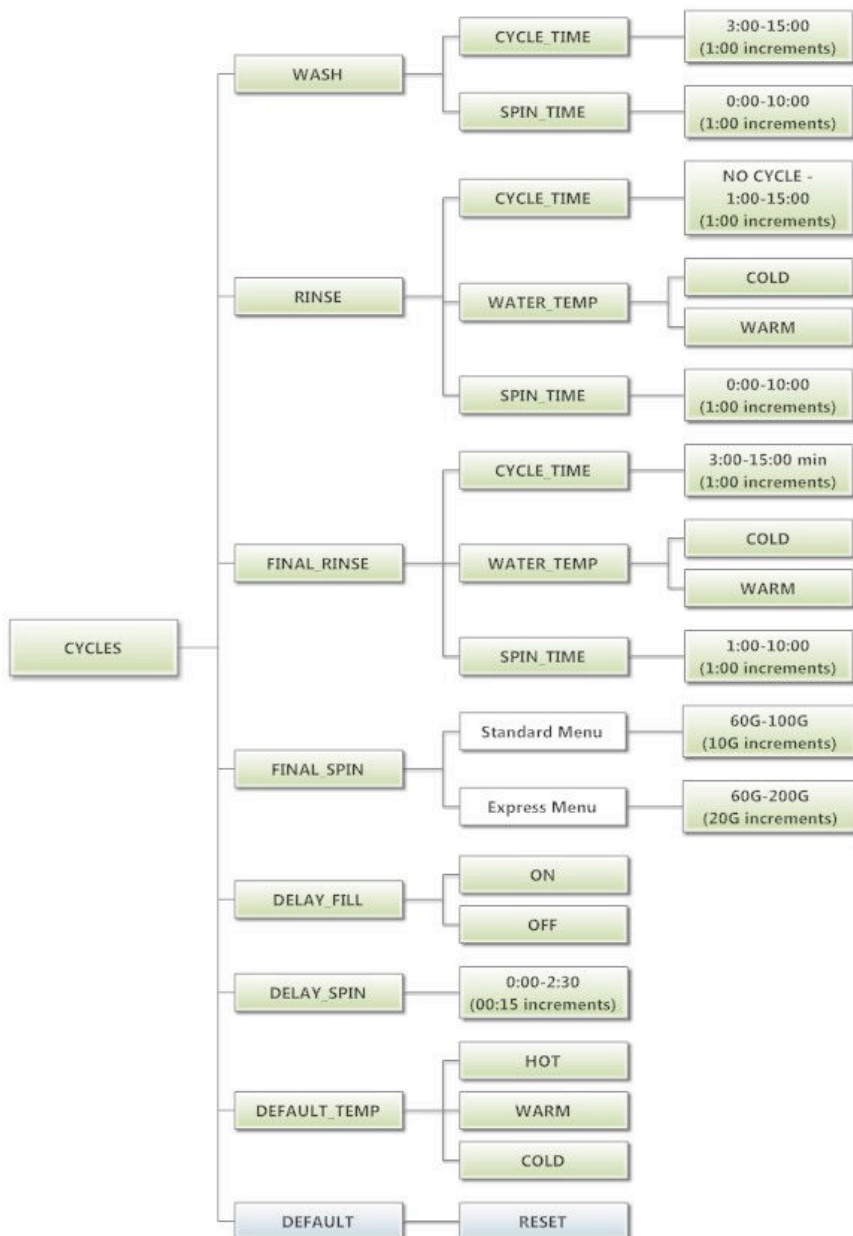 CYCLES
WASH
CYCLE_TIME
3:00-15:00
(1:00 increments)
SPIN_TIME
0:00-10:00
(1:00 increments)
RINSE
CYCLE_TIME
NO CYCLE -
1:00-15:00
(1:00 increments)
WATER_TEMP
COLD
WARM
SPIN_TIME
0:00-10:00
(1:00 increments)
FINAL_RINSE
CYCLE_TIME
3:00-15:00 min
(1:00 increments)
WATER_TEMP
COLD
WARM
SPIN_TIME
1:00-10:00
(1:00 increments)
FINAL_SPIN
Standard Menu
60G-100G
(10G increments)
Express Menu
60G-200G
(20G increments)
DELAY_FILL
ON
OFF
DELAY_SPIN
0:00-2:30
(00:15 increments)
DEFAULT_TEMP
HOT
WARM
COLD
DEFAULT
RESET